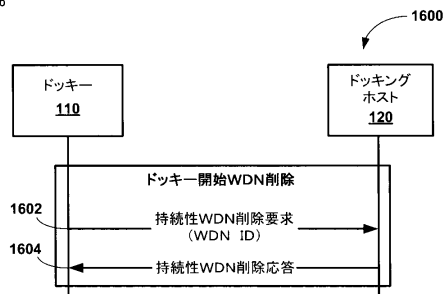 1600
ドッキー
110
ドッキング
ホスト
120
ドッキー開始WDN削除
1602
持続性WDN削除要求
(WDN ID)
1604
持続性WDN削除応答